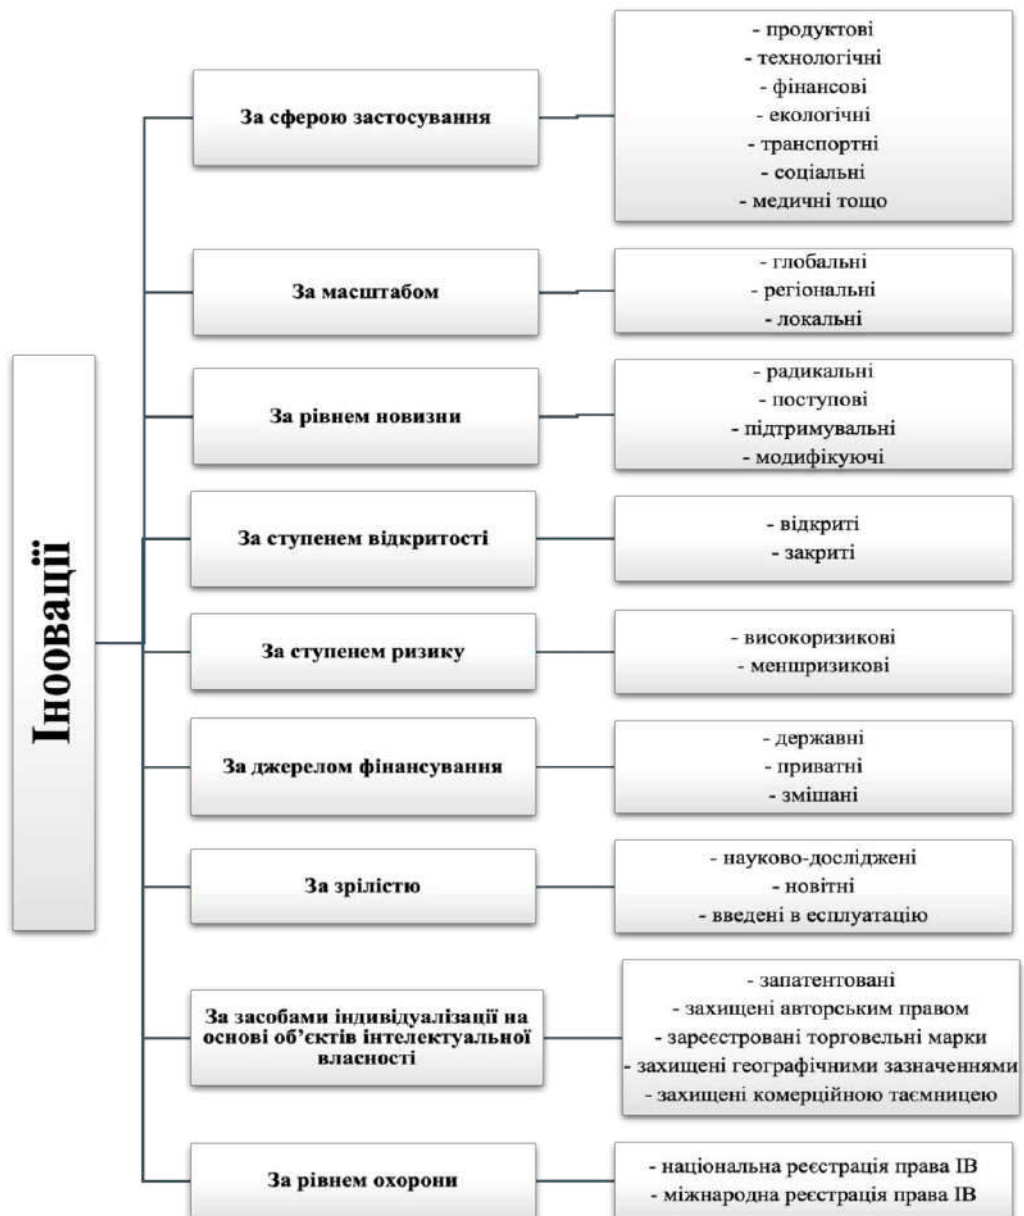 Інновації
За сферою застосування
- продуктові
- технологічні
- фінансові
- екологічні
- транспортні
- соціальні
- медичні тощо
За масштабом
- глобальні
- регіональні
- локальні
За рівнем новизни
- радикальні
- поступові
- підтримувальні
- модифікуючі
За ступенем відкритості
- відкриті
- закриті
За ступенем ризику
- високоризикові
- меншризикові
За джерелом фінансування
- державні
- приватні
- змішані
За зрілістю
- науково-досліджені
- новітні
- введені в есплуатацію
За засобами індивідуалізації на
основі об’єктів інтелектуальної
власності
- запатентовані
- захищені авторським правом
- зареєстровані торговельні марки
- захищені географічними зазначеннями
- захищені комерційною таємницею
За рівнем охорони
- національна реєстрація права ІВ
- міжнародна реєстрація права ІВ